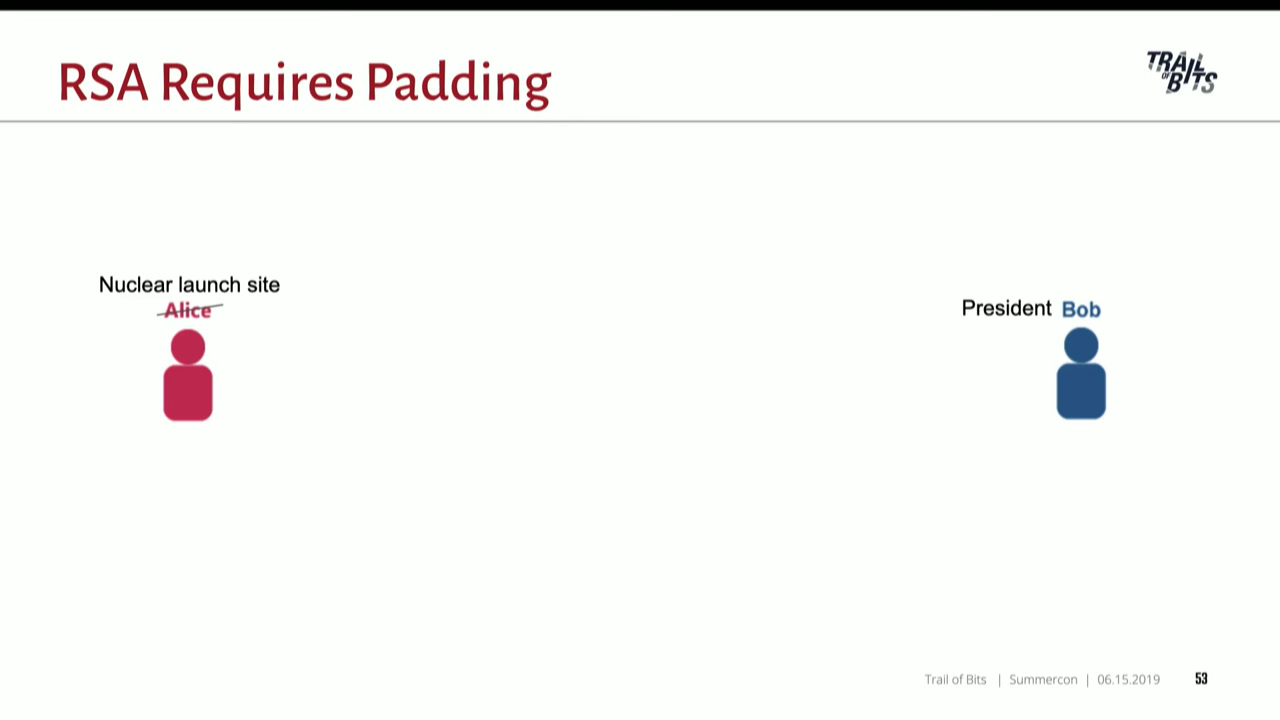 RSA Requires Padding
TRAIL
OF
BITS
Nuclear launch site
Alice
President Bob
Trail of Bits | Summercon | 06.15.2019 53